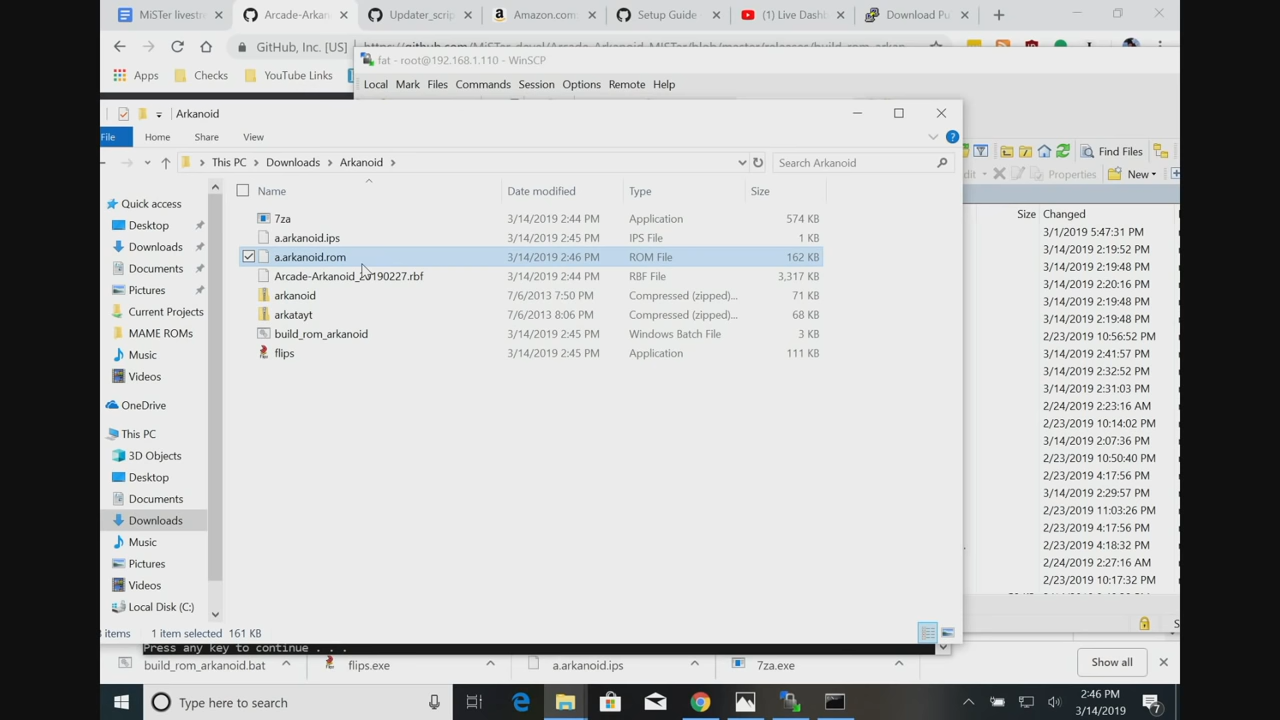 MiSTer livestre
Arcade-Arkan
Updater_scrip
Amazon.com:
Setup Guide
(1) Live Dashb
Download Pu
GitHub, Inc. [US]
https://github.com/MiSTer-devel/Arcade-Arkanoid_MiSTer/blob/master/releases/build_rom_arkan
Apps
Checks
YouTube Links
fat - root@192.168.1.110 - WinSCP
Local Mark Files Commands Session Options Remote Help
Arkanoid
File Home Share View
This PC > Downloads > Arkanoid >
Search Arkanoid
Find Files
Properties New
Name Date modified Type Size
7za 3/14/2019 2:44 PM Application 574 KB
a.arkanoid.ips 3/14/2019 2:45 PM IPS File 1 KB
a.arkanoid.rom 3/14/2019 2:46 PM ROM File 162 KB
Arcade-Arkanoid_20190227.rbf 3/14/2019 2:44 PM RBF File 3,317 KB
arkanoid 7/6/2013 7:50 PM Compressed (zipped)... 71 KB
arkatayt 7/6/2013 8:06 PM Compressed (zipped)... 68 KB
build_rom_arkanoid 3/14/2019 2:45 PM Windows Batch File 3 KB
flips 3/14/2019 2:45 PM Application 111 KB
Quick access
Desktop
Downloads
Documents
Pictures
Current Projects
MAME ROMs
Music
Videos
OneDrive
This PC
3D Objects
Desktop
Documents
Downloads
Music
Pictures
Videos
Local Disk (C:)
Size Changed
3/1/2019 5:47:31 PM
3/14/2019 2:19:52 PM
3/14/2019 2:20:16 PM
3/14/2019 2:19:48 PM
3/14/2019 2:19:48 PM
3/14/2019 2:19:48 PM
2/23/2019 10:56:52 PM
3/14/2019 2:41:57 PM
3/14/2019 2:32:52 PM
3/14/2019 2:31:03 PM
2/24/2019 2:23:16 AM
2/23/2019 10:14:02 PM
3/14/2019 2:07:36 PM
2/23/2019 10:50:40 PM
2/23/2019 4:17:56 PM
3/14/2019 2:29:57 PM
2/23/2019 11:03:26 PM
2/23/2019 4:17:56 PM
2/23/2019 4:18:32 PM
2/24/2019 2:27:16 AM
2/23/2019 10:17:32 PM
items 1 item selected 161 KB
Press any key to continue . . .
build_rom_arkanoid.bat
flips.exe
a.arkanoid.ips
7za.exe
Show all
Type here to search
2:46 PM
3/14/2019
7